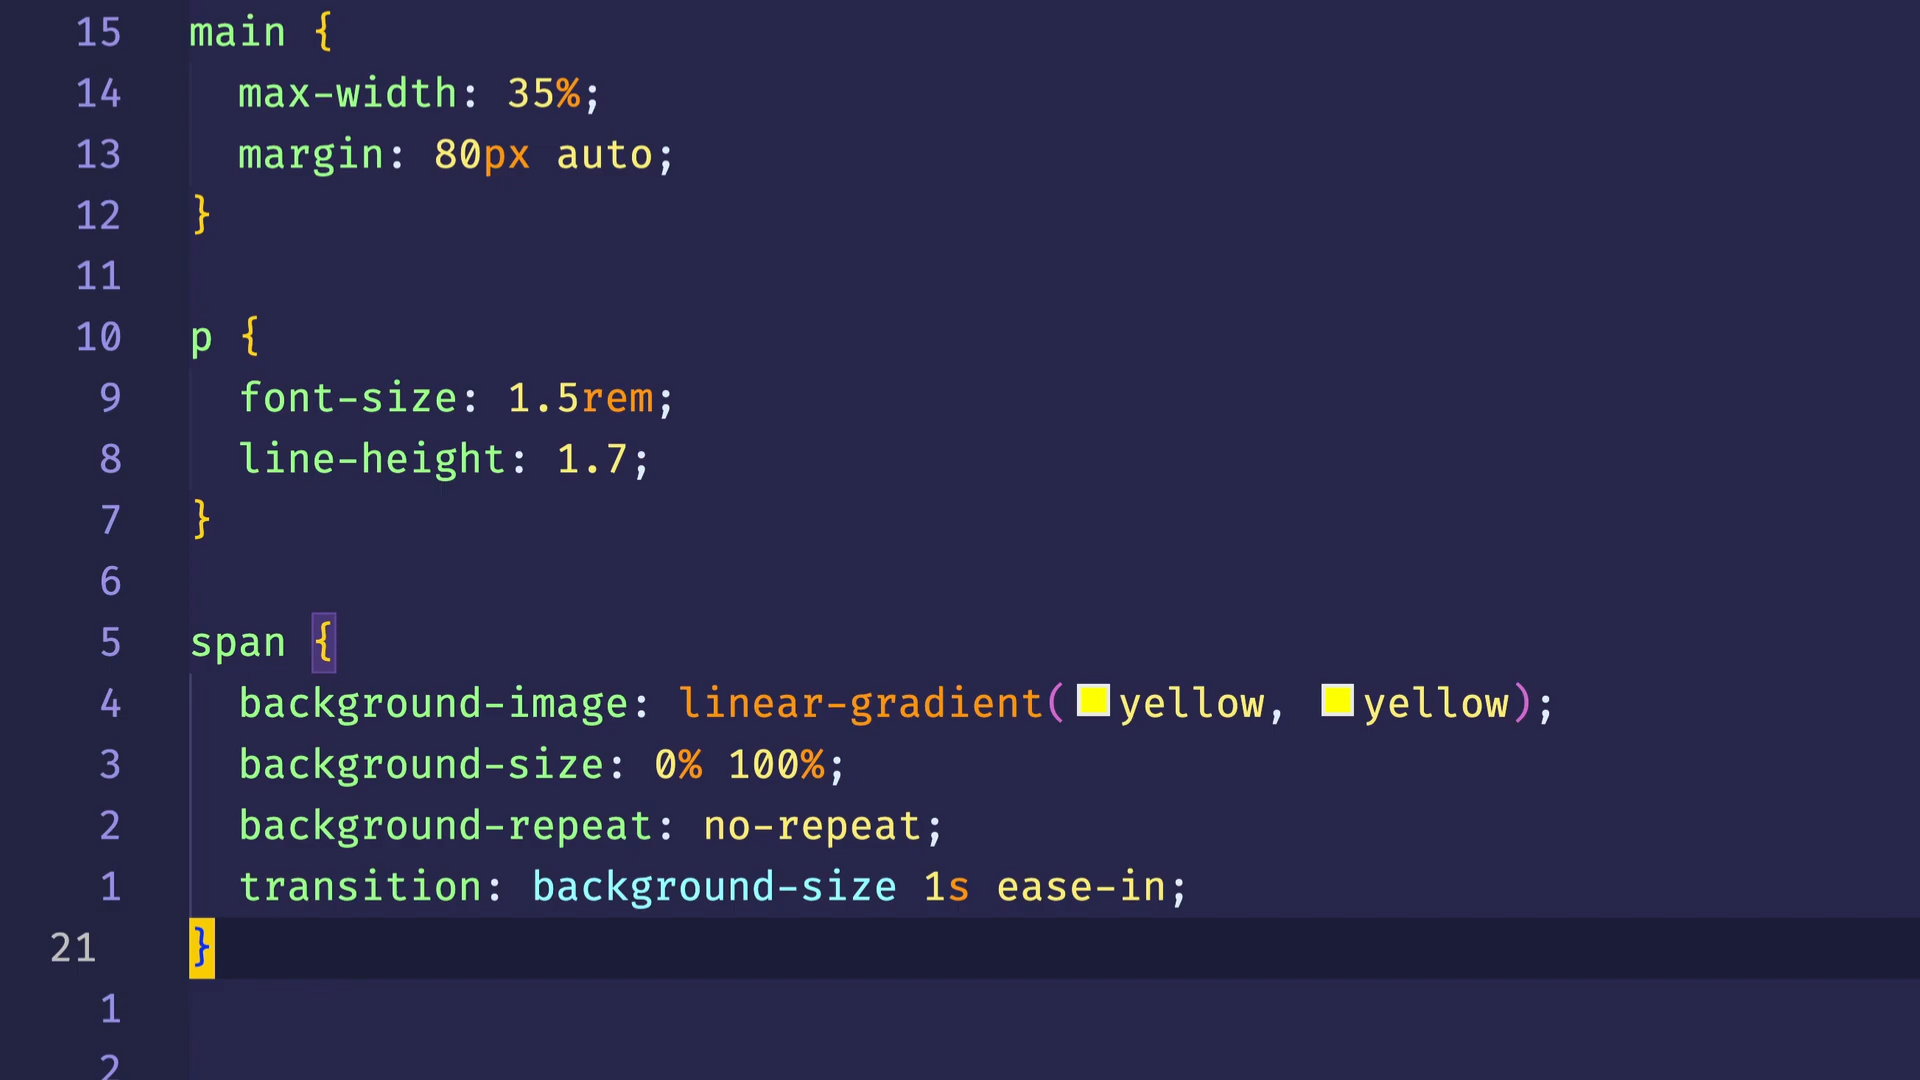 15 main {
14 max-width: 35%;
13 margin: 80px auto;
12 }
11
10 p {
9 font-size: 1.5rem;
8 line-height: 1.7;
7 }
6
5 span {
4 background-image: linear-gradient(yellow, yellow);
3 background-size: 0% 100%;
2 background-repeat: no-repeat;
1 transition: background-size 1s ease-in;
21 }
1
2